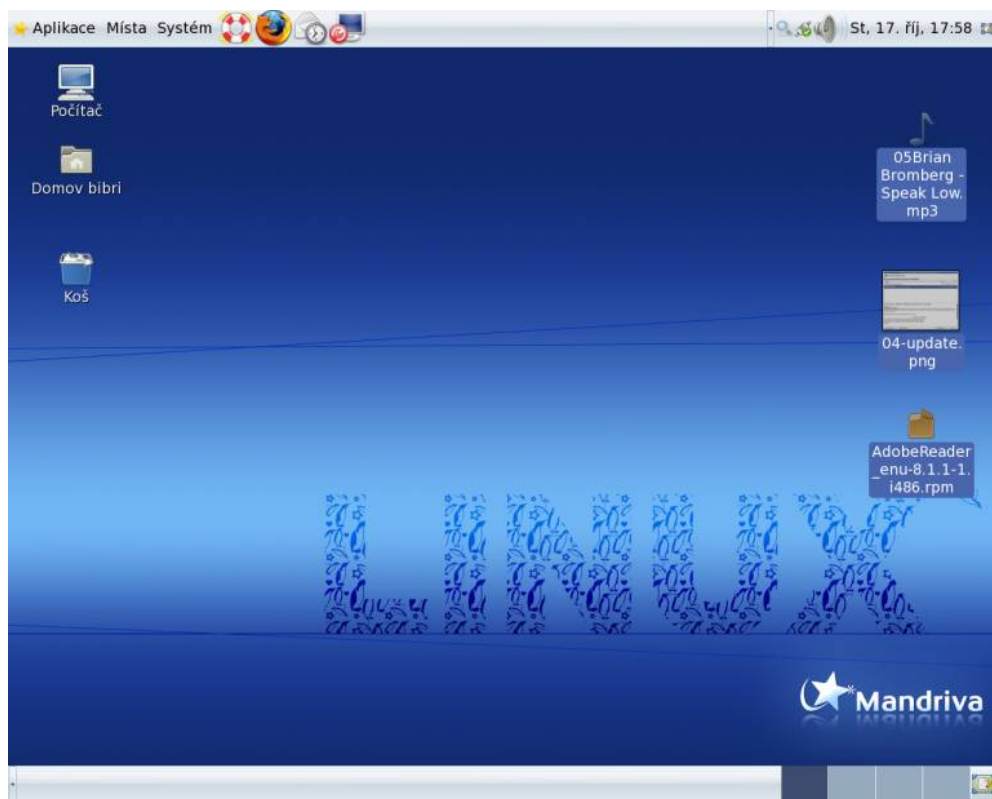 Aplikace Místa Systém
St, 17. říj, 17:58
Počítač
Domov bibri
Koš
05Brian
Bromberg -
Speak Low.
mp3
04-update.
png
AdobeReader
_enu-8.1.1-1.
i486.rpm
LINUX
Mandriva